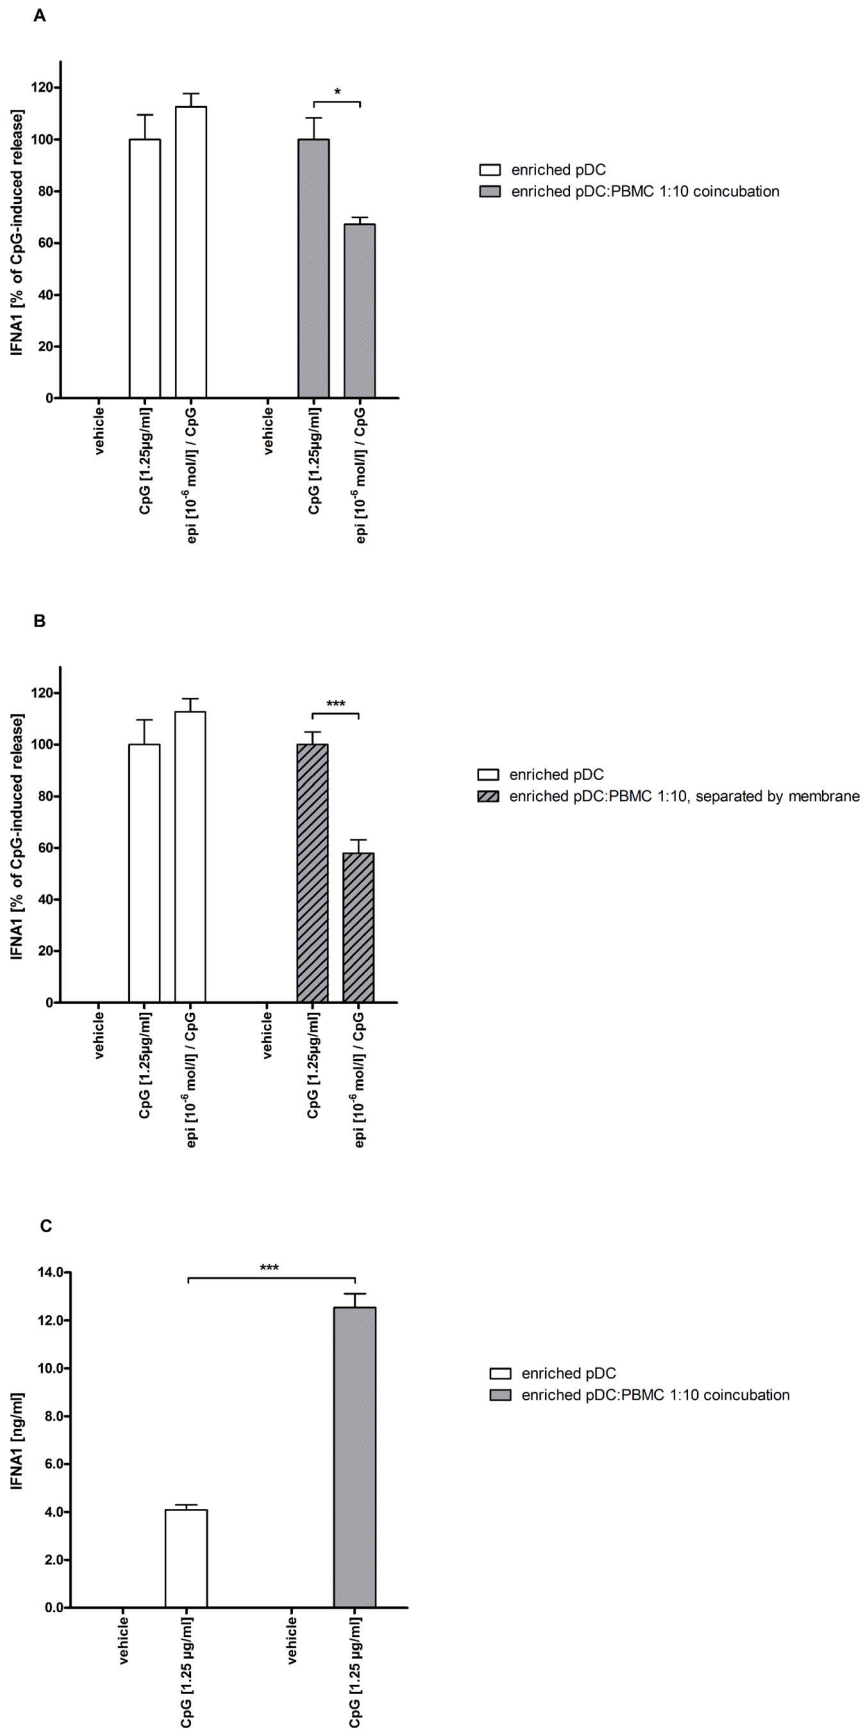 A
IFNA1 [% of CpG-induced release]
120
100
80
60
40
20
0
*
vehicle
CpG [1.25µg/ml]
epi [10-6 mol/l] / CpG
vehicle
CpG [1.25µg/ml]
epi [10-6 mol/l] / CpG
enriched pDC
enriched pDC:PBMC 1:10 coincubation
B
IFNA1 [% of CpG-induced release]
120
100
80
60
40
20
0
***
vehicle
CpG [1.25µg/ml]
epi [10-6 mol/l] / CpG
vehicle
CpG [1.25µg/ml]
epi [10-6 mol/l] / CpG
enriched pDC
enriched pDC:PBMC 1:10, separated by membrane
C
IFNA1 [ng/ml]
14.0
12.0
10.0
8.0
6.0
4.0
2.0
0.0
***
vehicle
CpG [1.25 µg/ml]
vehicle
CpG [1.25 µg/ml]
enriched pDC
enriched pDC:PBMC 1:10 coincubation